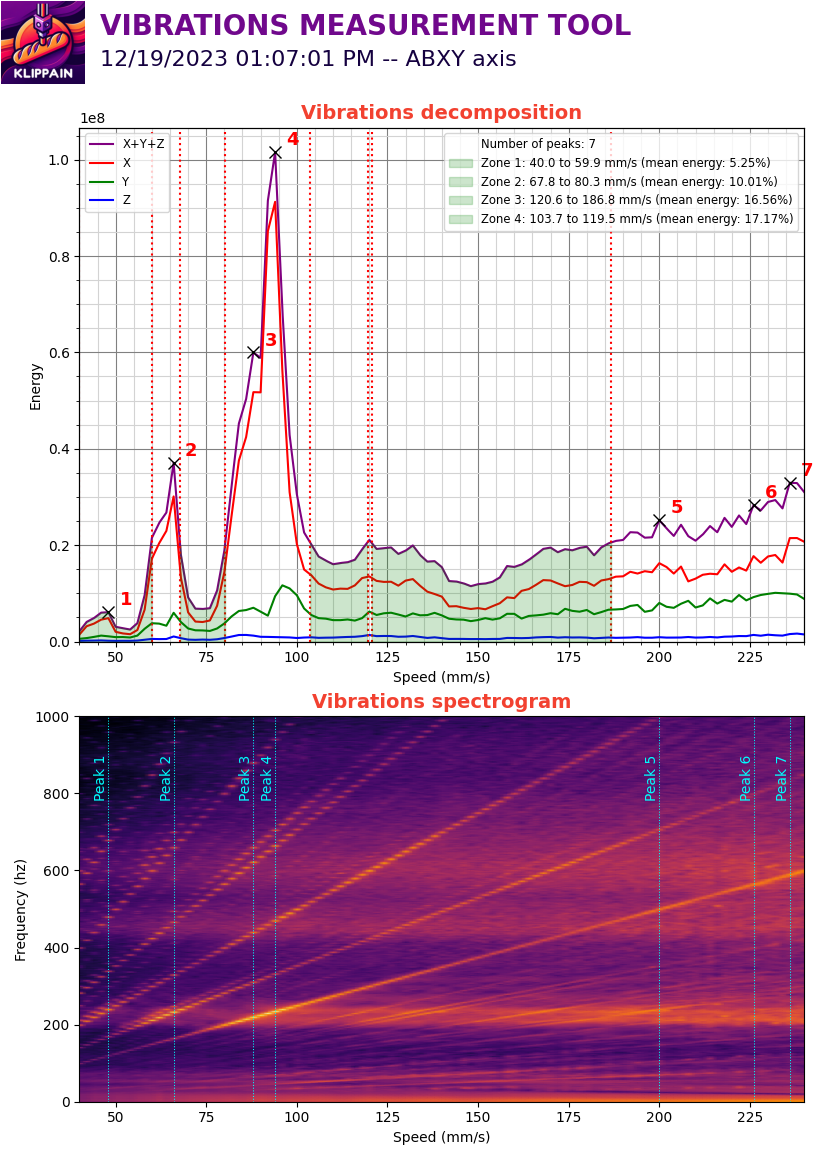 VIBRATIONS MEASUREMENT TOOL
12/19/2023 01:07:01 PM -- ABXY axis
KLIPPAIN
Vibrations decomposition
1e8
X+Y+Z
X
Y
Z
Number of peaks: 7
Zone 1: 40.0 to 59.9 mm/s (mean energy: 5.25%)
Zone 2: 67.8 to 80.3 mm/s (mean energy: 10.01%)
Zone 3: 120.6 to 186.8 mm/s (mean energy: 16.56%)
Zone 4: 103.7 to 119.5 mm/s (mean energy: 17.17%)
1 2 3 4 5 6 7
1.0
0.8
0.6
0.4
0.2
0.0
Energy
50 75 100 125 150 175 200 225
Speed (mm/s)
Vibrations spectrogram
Peak 1 Peak 2 Peak 3 Peak 4 Peak 5 Peak 6 Peak 7
1000
800
600
400
200
0
Frequency (hz)
50 75 100 125 150 175 200 225
Speed (mm/s)